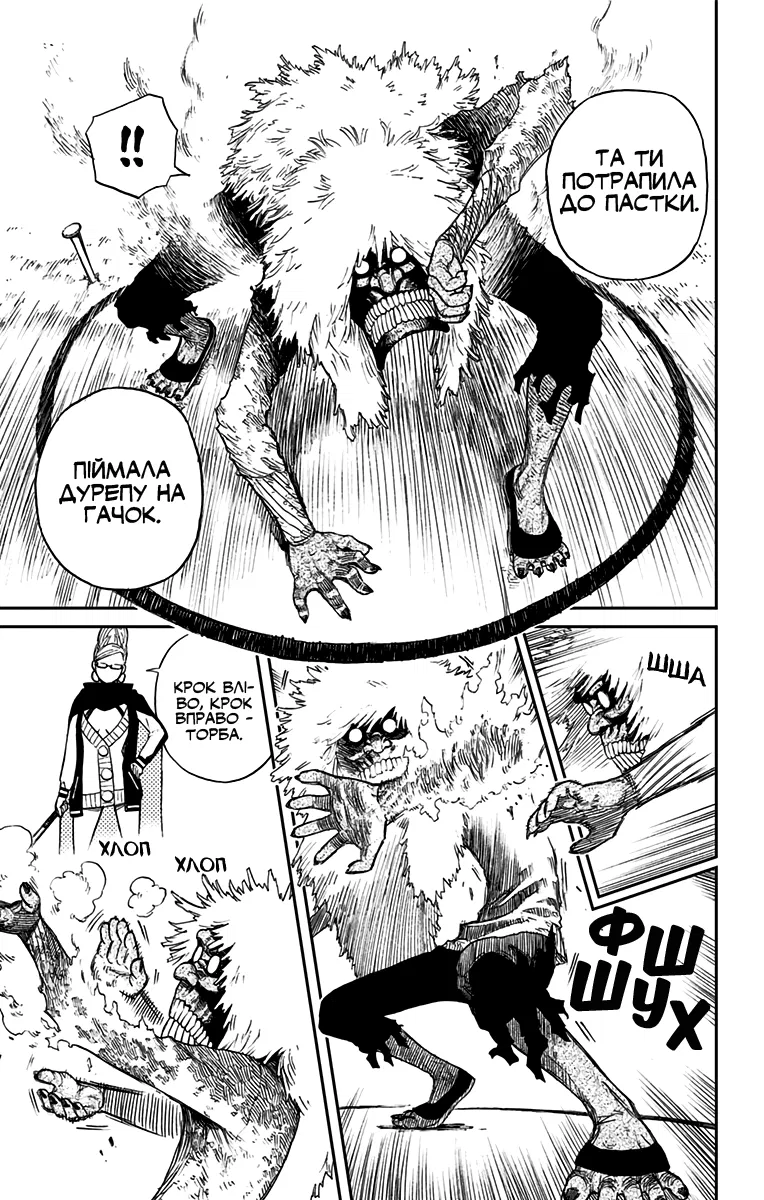 ТА ТИ
ПОТРАПИЛА
ДО ПАСТКИ.
!!
ПІЙМАЛА
ДУРЕПУ НА
ГАЧОК.
ШША
ФШ
ШУХ
КРОК ВЛІ-
ВО, КРОК
ВПРАВО -
ТОРБА.
ХЛОП
ХЛОП